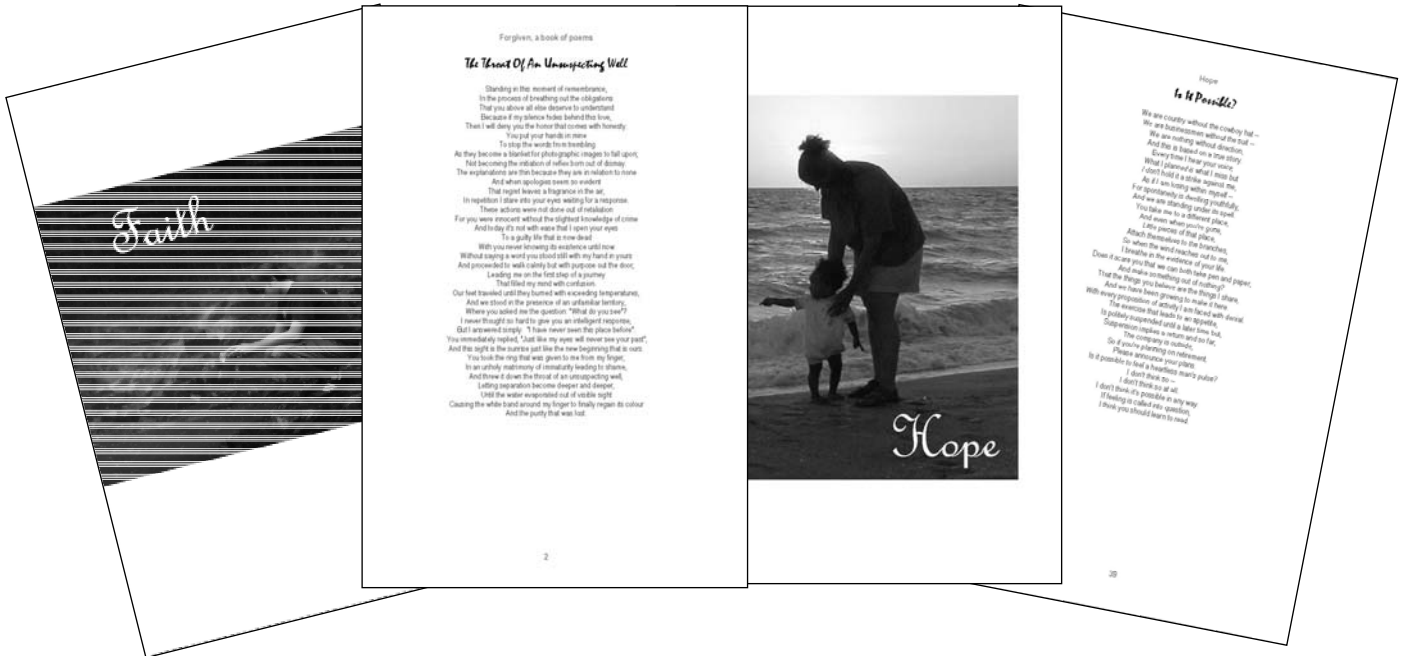 Faith
Forgiven, a book of poems
The Throat Of An Unsuspecting Well
Standing in this moment of remembrance,
In the process of breathing out the obligations
That you above all else deserve to understand
Because if my silence hides behind this love,
Then I will deny you the honor that comes with honesty.
You put your hands in mine
To stop the words from trembling
As they become a blanket for photographic images to fall upon;
Not becoming the initiation of reflex born out of dismay.
The explanations are thin because they are in relation to none
And when apologies seem so evident
That regret leaves a fragrance in the air,
In repetition I stare into your eyes waiting for a response.
These actions were not done out of retaliation
For you were innocent without the slightest knowledge of crime
And today it's not with ease that I open your eyes
To a guilty life that is now dead
With you never knowing its existence until now
Without saying a word you stood still with my hand in yours
And proceeded to walk calmly but with purpose out the door,
Leading me on the first step of a journey
That filled my mind with confusion.
Our feet traveled until they burned with exceeding temperatures,
And we stood in the presence of an unfamiliar territory,
Where you asked me the question "What do you see"?
I never thought so hard to give you an intelligent response,
But I answered simply "I have never seen this place before".
You immediately replied, "Just like my eyes will never see your past",
And this sight is the sunrise just like the new beginning that is ours.
You took the ring that was given to me from my finger,
In an unholy matrimony of immaturity leading to shame,
And threw it down the throat of an unsuspecting well,
Letting separation become deeper and deeper,
Until the water evaporated out of visible sight
Causing the white band around my finger to finally regain its colour
And the purity that was lost
2
Hope
Hope
Is It Possible?
We are country without the cowboy hat –
We are businessmen without the suit –
We are nothing without direction,
And this is based on a true story.
Every time I hear your voice
What I planned is what I miss but
I don't hold it a strike against me,
As if I am losing within myself –
For spontaneity is dwelling youthfully,
And we are standing under its spell.
You take me to a different place,
And even when you're gone,
Little pieces of that place,
Attach themselves to the branches,
So when the wind reaches out to me,
I breathe in the evidence of your life.
Does it scare you that we can both take pen and paper,
And make something out of nothing?
That the things you believe are the things I share,
And we have been growing to make it here.
With every proposition of activity I am faced with denial.
The exercise that leads to an appetite,
Is politely suspended until a later time but,
Suspension implies a return and so far,
The company is outside,
So if you're planning on retirement,
Please announce your plans.
Is it possible to feel a heartless man's pulse?
I don't think so –
I don't think so at all.
I don't think it's possible in any way
If feeling is called into question,
I think you should learn to read